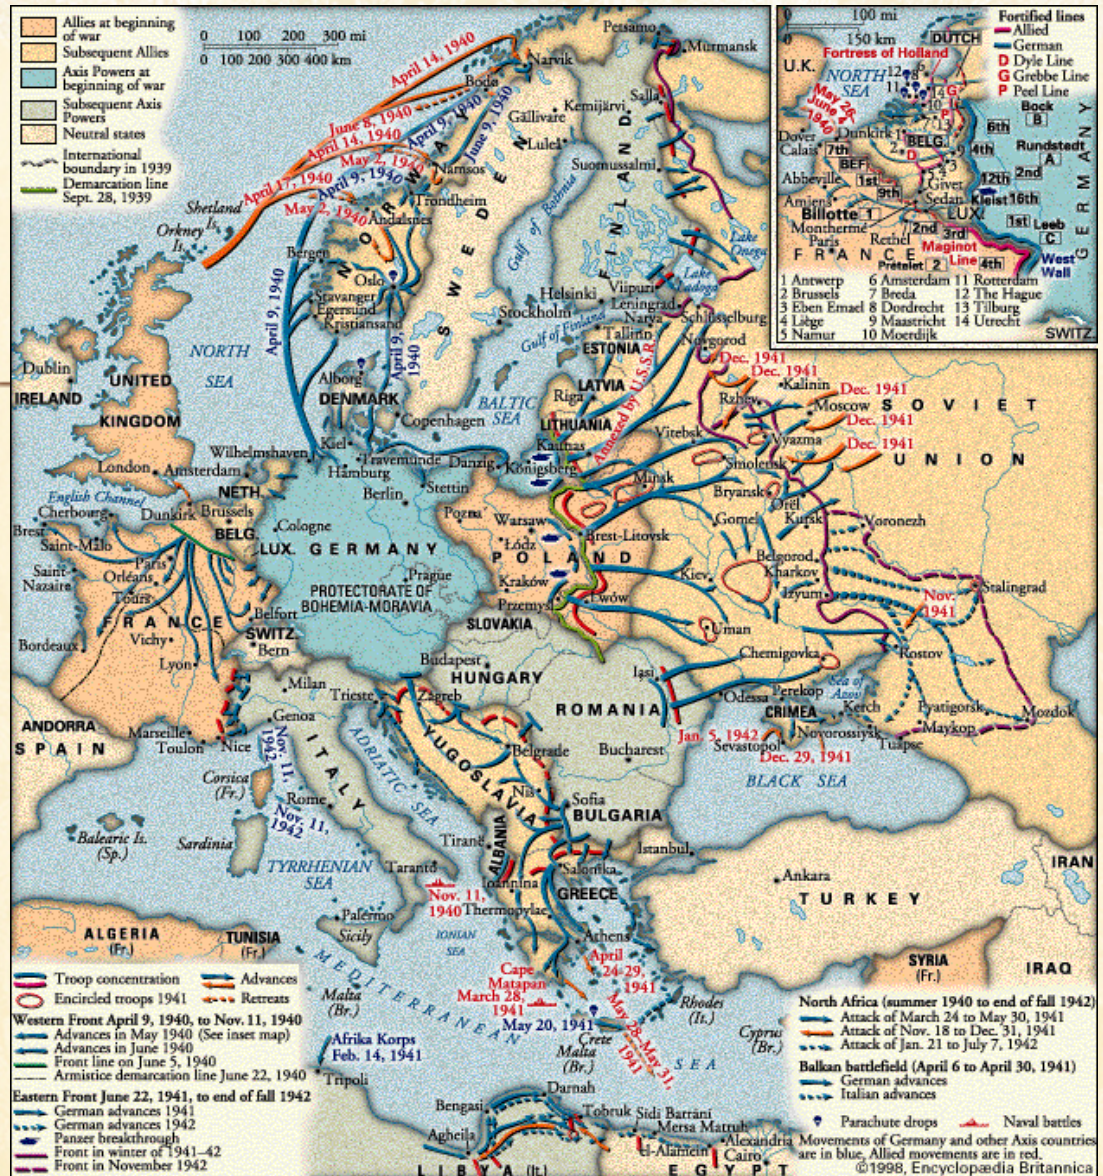 Allies at beginning
of war
Subsequent Allies
Axis Powers at
beginning of war
Subsequent Axis
Powers
Neutral states
International
boundary in 1939
Demarcation line
Sept. 28, 1939
0 100 200 300 mi
0 100 200 300 400 km
0 100 mi
0 150 km
Fortified lines
Allied
German
D Dyle Line
G Grebbe Line
P Peel Line
DUTCH
Fortress of Holland
U.K.
NORTH
SEA
May 26–
June 4
1940
Dover
Calais
Dunkirk
BELG.
7th
BEF
1st
9th
Abbeville
Amiens
Billotte 1
Montherme
Paris
FRANCE
Rethel
Givet
Sedan
LUX.
2nd
3rd
Maginot
Line
Pretelet 2
4th
Bock
B
6th
Rundstedt
A
4th
2nd
12th
Kleist
16th
1st
Leeb
C
West
Wall
GERMANY
SWITZ.
1 Antwerp 6 Amsterdam 11 Rotterdam
2 Brussels 7 Breda 12 The Hague
3 Eben Emael 8 Dordrecht 13 Tilburg
4 Liège 9 Maastricht 14 Utrecht
5 Namur 10 Moerdijk
April 14, 1940
Narvik
Bodø
Petsamo
Murmansk
June 8, 1940
April 14, 1940
April 9, 1940
June 9, 1940
May 2, 1940
April 17, 1940
April 9, 1940
May 2, 1940
Namsos
Trondheim
Åndalsnes
Shetland
Is.
Orkney
Is.
NORWAY
SWEDEN
FINLAND
Gällivare
Luleå
Kemijärvi
Salla
Suomussalmi
Gulf of Bothnia
Bergen
Oslo
Stavanger
Egersund
Kristiansand
April 9, 1940
April 9,
1940
Lake
Onega
Lake
Ladoga
Viipuri
Helsinki
Leningrad
Stockholm
Narva
Schlüsselburg
Gulf of Finland
Tallinn
ESTONIA
Novgorod
NORTH
SEA
Dublin
IRELAND
UNITED
KINGDOM
Alborg
DENMARK
Copenhagen
BALTIC
SEA
LATVIA
Riga
LITHUANIA
Kaunas
Annexed by U.S.S.R.
Dec. 1941
Dec. 1941
Dec. 1941
Dec. 1941
Dec. 1941
Kalinin
Rzhev
Moscow
SOVIET
UNION
Vitebsk
Vyazma
Smolensk
Minsk
Bryansk
Orël
Gomel
Kursk
Voronezh
London
Amsterdam
Wilhelmshaven
Kiel
Hamburg
Travemünde
Danzig
Königsberg
Stettin
English Channel
Cherbourg
Dunkirk
NETH.
Brussels
BELG.
Berlin
Cologne
LUX.
GERMANY
Pozna
Warsaw
Łódz
POLAND
Brest-Litovsk
Brest
Saint-Malo
Saint-
Nazaire
Paris
Orléans
Tours
FRANCE
Belfort
Vichy
SWITZ.
Bern
Bordeaux
Lyon
Prague
PROTECTORATE OF
BOHEMIA-MORAVIA
Kraków
Przemysl
Lwów
SLOVAKIA
Kiev
Belgorod
Kharkov
Izyum
Stalingrad
Nov.
1941
Uman
Chemigovka
Rostov
Budapest
HUNGARY
Iasi
ROMANIA
Odessa
Perekop
CRIMEA
Sea of
Azov
Kerch
Pyatigorsk
Maykop
Mozdok
Novorossiysk
Tuapse
Sevastopol
Jan. 5, 1942
Dec. 29, 1941
BLACK SEA
Milan
Trieste
Zagreb
Genoa
ANDORRA
SPAIN
Marseille
Toulon
Nice
Nov. 11,
1942
ITALY
ADRIATIC SEA
YUGOSLAVIA
Belgrade
Bucharest
Corsica
(Fr.)
Rome
Nov. 11,
1942
Nis
Sofia
BULGARIA
Balearic Is.
(Sp.)
Sardinia
TYRRHENIAN
SEA
Tiranë
ALBANIA
Taranto
Istanbul
Salonika
Ioannina
GREECE
Nov. 11,
1940
Thermopylae
IONIAN
SEA
Ankara
TURKEY
IRAN
Palermo
Sicily
ALGERIA
(Fr.)
TUNISIA
(Fr.)
Athens
SYRIA
(Fr.)
IRAQ
MEDITERRANEAN
SEA
Cape
Matapan
March 28,
1941
April
24–29,
1941
May 20, 1941
May 28–May 31,
1941
Crete
Rhodes
(It.)
Cyprus
(Br.)
Malta
(Br.)
Malta
(Br.)
Afrika Korps
Feb. 14, 1941
Tripoli
Darnah
Bengasi
Tobruk
Sidi Barrani
Mersa Matruh
Agheila
el-Alamein
Alexandria
Cairo
LIBYA (It.)
EGYPT
Troop concentration
Advances
Encircled troops 1941
Retreats
Western Front April 9, 1940, to Nov. 11, 1940
Advances in May 1940 (See inset map)
Advances in June 1940
Front line on June 5, 1940
Armistice demarcation line June 22, 1940
Eastern Front June 22, 1941, to end of fall 1942
German advances 1941
German advances 1942
Panzer breakthrough
Front in winter of 1941–42
Front in November 1942
North Africa (summer 1940 to end of fall 1942)
Attack of March 24 to May 30, 1941
Attack of Nov. 18 to Dec. 31, 1941
Attack of Jan. 21 to July 7, 1942
Balkan battlefield (April 6 to April 30, 1941)
German advances
Italian advances
Parachute drops
Naval battles
Movements of Germany and other Axis countries
are in blue, Allied movements are in red.
©1998, Encyclopædia Britannica